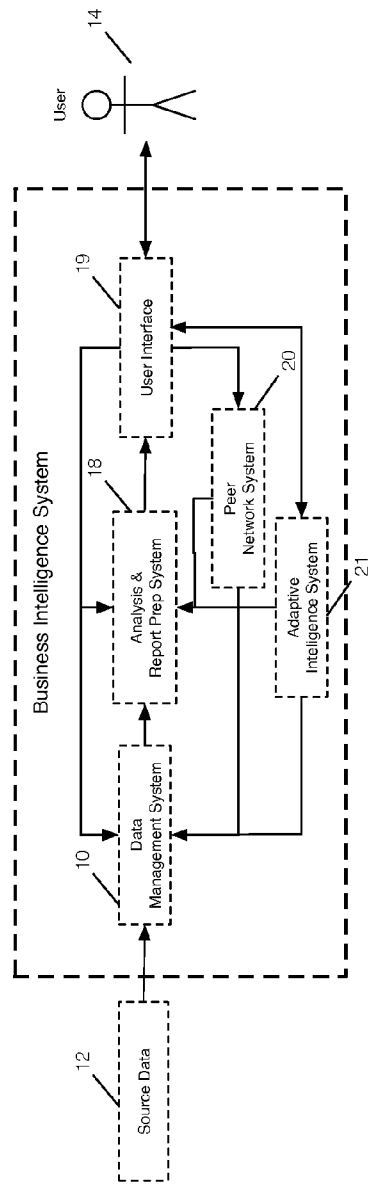 Business Intelligence System
12
Source Data
10
Data
Management System
18
Analysis &
Report Prep System
19
User Interface
User
14
20
Peer
Network System
Adaptive
Inteligence System
21